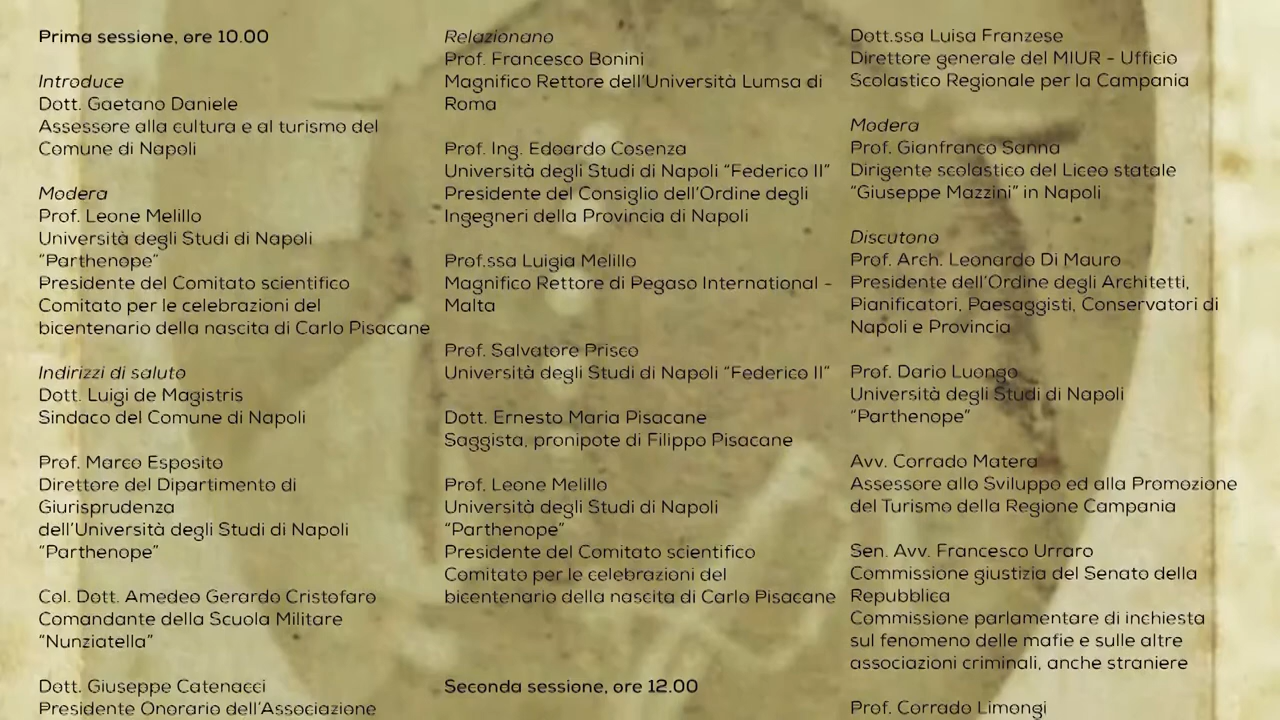 Prima sessione, ore 10.00
Introduce
Dott. Gaetano Daniele
Assessore alla cultura e al turismo del
Comune di Napoli
Modera
Prof. Leone Melillo
Università degli Studi di Napoli
“Parthenope”
Presidente del Comitato scientifico
Comitato per le celebrazioni del
bicentenario della nascita di Carlo Pisacane
Indirizzi di saluto
Dott. Luigi de Magistris
Sindaco del Comune di Napoli
Prof. Marco Esposito
Direttore del Dipartimento di
Giurisprudenza
dell’Università degli Studi di Napoli
“Parthenope”
Col. Dott. Amedeo Gerardo Cristofaro
Comandante della Scuola Militare
“Nunziatella”
Dott. Giuseppe Catenacci
Presidente Onorario dell’Associazione
Relazionano
Prof. Francesco Bonini
Magnifico Rettore dell’Università Lumsa di
Roma
Prof. Ing. Edoardo Cosenza
Università degli Studi di Napoli “Federico II”
Presidente del Consiglio dell’Ordine degli
Ingegneri della Provincia di Napoli
Prof.ssa Luigia Melillo
Magnifico Rettore di Pegaso International -
Malta
Prof. Salvatore Prisco
Università degli Studi di Napoli “Federico II”
Dott. Ernesto Maria Pisacane
Saggista, pronipote di Filippo Pisacane
Prof. Leone Melillo
Università degli Studi di Napoli
“Parthenope”
Presidente del Comitato scientifico
Comitato per le celebrazioni del
bicentenario della nascita di Carlo Pisacane
Seconda sessione, ore 12.00
Dott.ssa Luisa Franzese
Direttore generale del MIUR - Ufficio
Scolastico Regionale per la Campania
Modera
Prof. Gianfranco Sanna
Dirigente scolastico del Liceo statale
“Giuseppe Mazzini” in Napoli
Discutono
Prof. Arch. Leonardo Di Mauro
Presidente dell’Ordine degli Architetti,
Pianificatori, Paesaggisti, Conservatori di
Napoli e Provincia
Prof. Dario Luongo
Università degli Studi di Napoli
“Parthenope”
Avv. Corrado Matera
Assessore allo Sviluppo ed alla Promozione
del Turismo della Regione Campania
Sen. Avv. Francesco Urraro
Commissione giustizia del Senato della
Repubblica
Commissione parlamentare di inchiesta
sul fenomeno delle mafie e sulle altre
associazioni criminali, anche straniere
Prof. Corrado Limongi